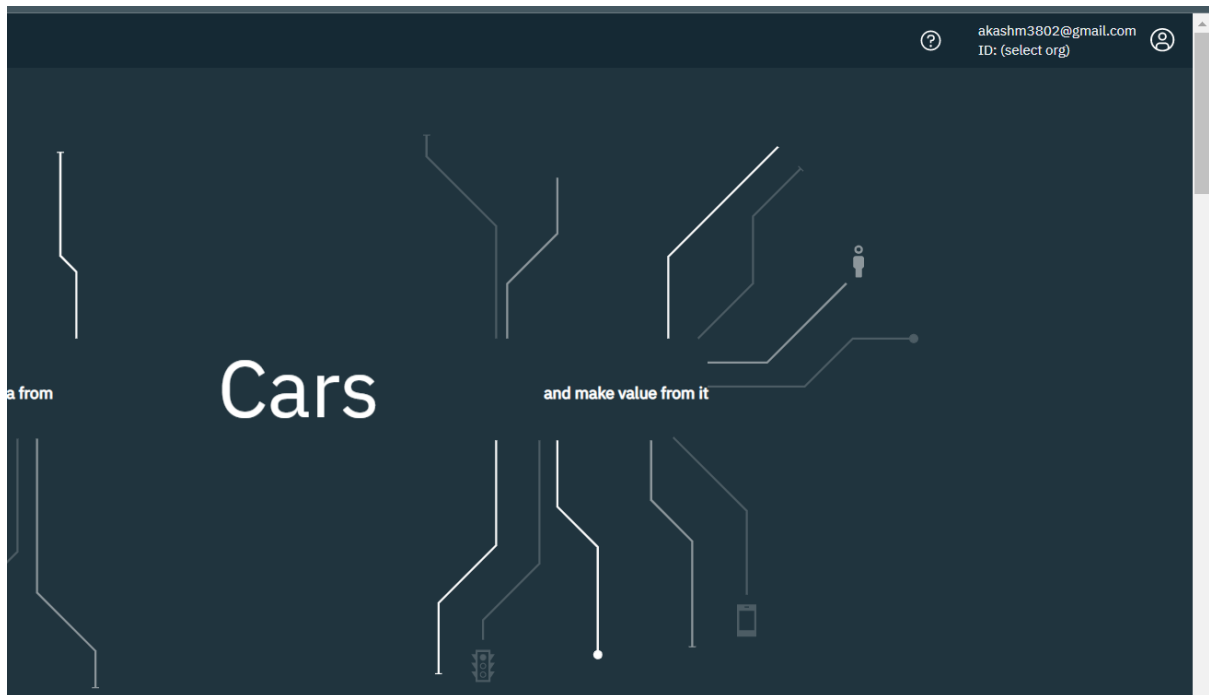 akashm3802@gmail.com
ID: (select org)
a from
Cars
and make value from it